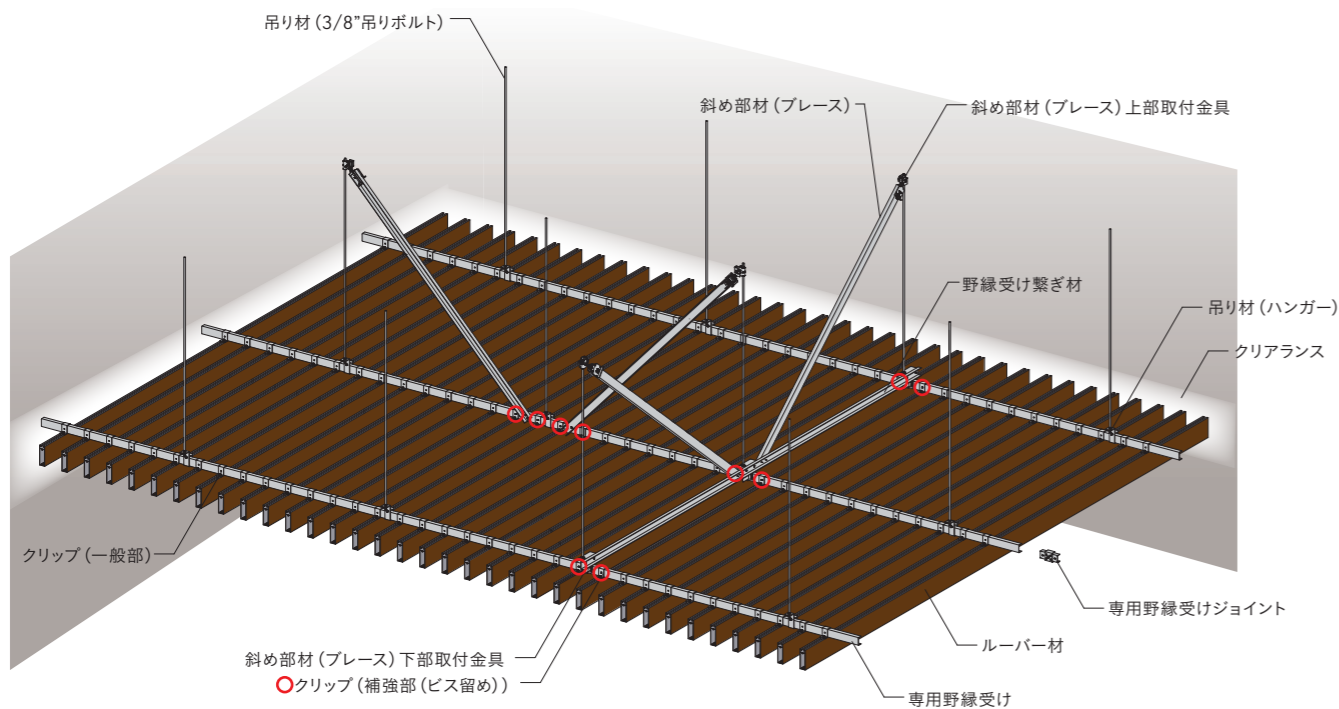 吊り材(3/8”吊りボルト)
斜め部材(ブレース)
斜め部材(ブレース)上部取付金具
野縁受け繋ぎ材
吊り材(ハンガー)
クリアランス
クリップ(一般部)
専用野縁受けジョイント
ルーバー材
斜め部材(ブレース)下部取付金具
クリップ(補強部(ビス留め))
専用野縁受け